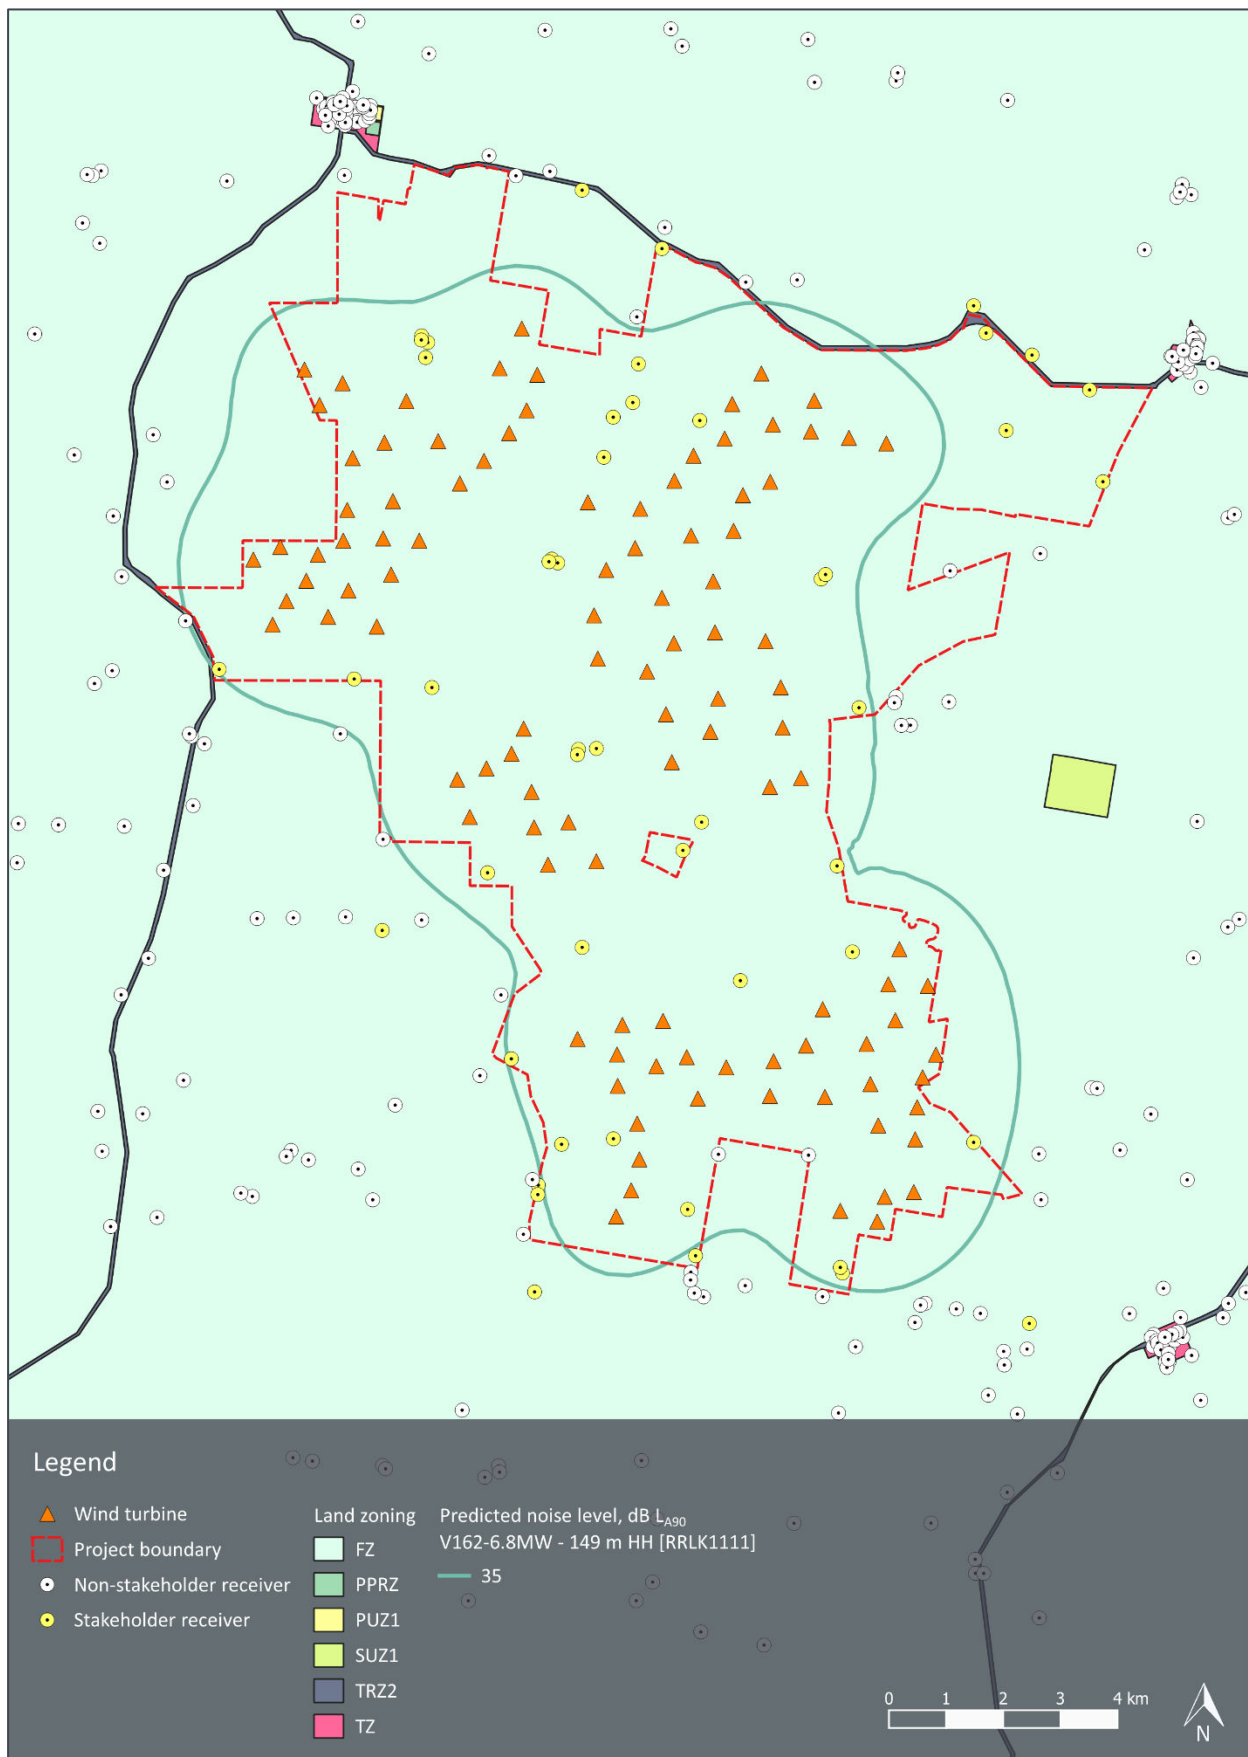 Legend
Wind turbine
Project boundary
Non-stakeholder receiver
Stakeholder receiver
Land zoning
FZ
PPRZ
PUZ1
SUZ1
TRZ2
TZ
Predicted noise level, dB LA90
V162-6.8MW - 149 m HH [RRLK1111]
35
0 1 2 3 4 km
N